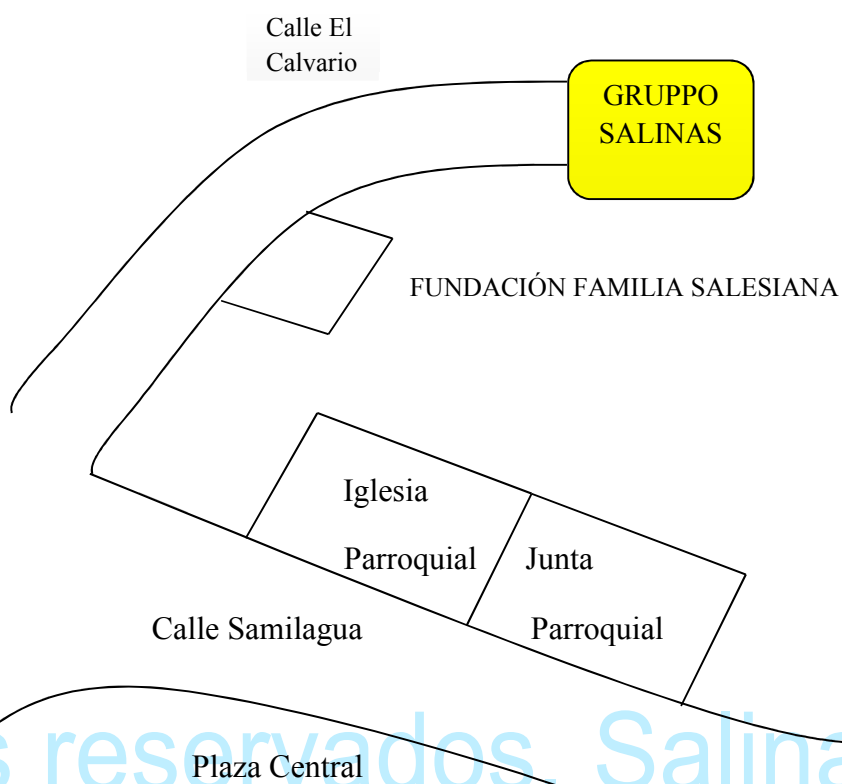 Calle El
Calvario
GRUPPO
SALINAS
FUNDACIÓN FAMILIA SALESIANA
Iglesia
Parroquial
Junta
Parroquial
Calle Samilagua
s reservados. Salina
Plaza Central